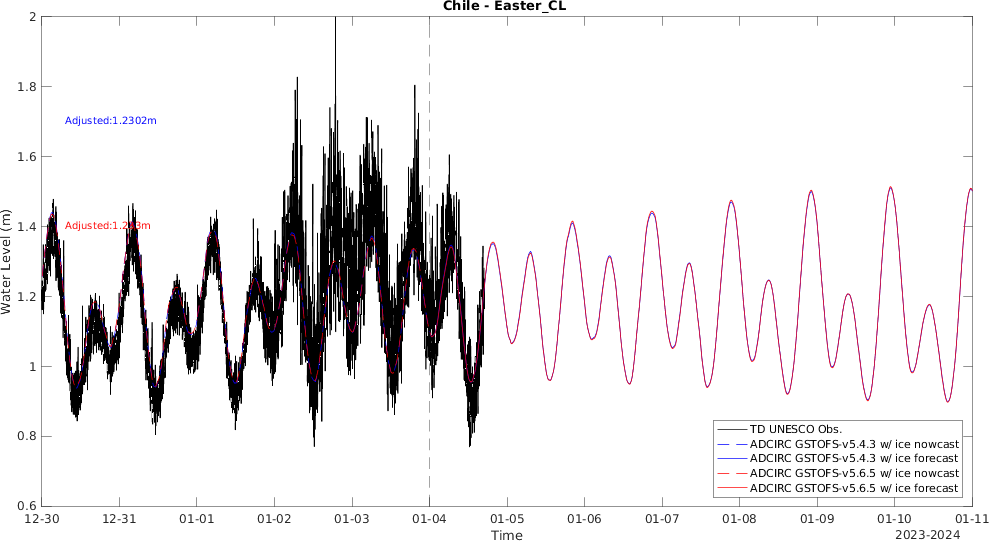 Chile - Easter_CL
2
1.8
1.6
1.4
1.2
1
0.8
0.6
Water Level (m)
Adjusted:1.2302m
12-30 12-31 01-01 01-02 01-03 01-04 01-05 01-06 01-07 01-08 01-09 01-10 01-11
Time
2023-2024
TD UNESCO Obs.
ADCIRC GSTOFS-v5.4.3 w/ ice nowcast
ADCIRC GSTOFS-v5.4.3 w/ ice forecast
ADCIRC GSTOFS-v5.6.5 w/ ice nowcast
ADCIRC GSTOFS-v5.6.5 w/ ice forecast